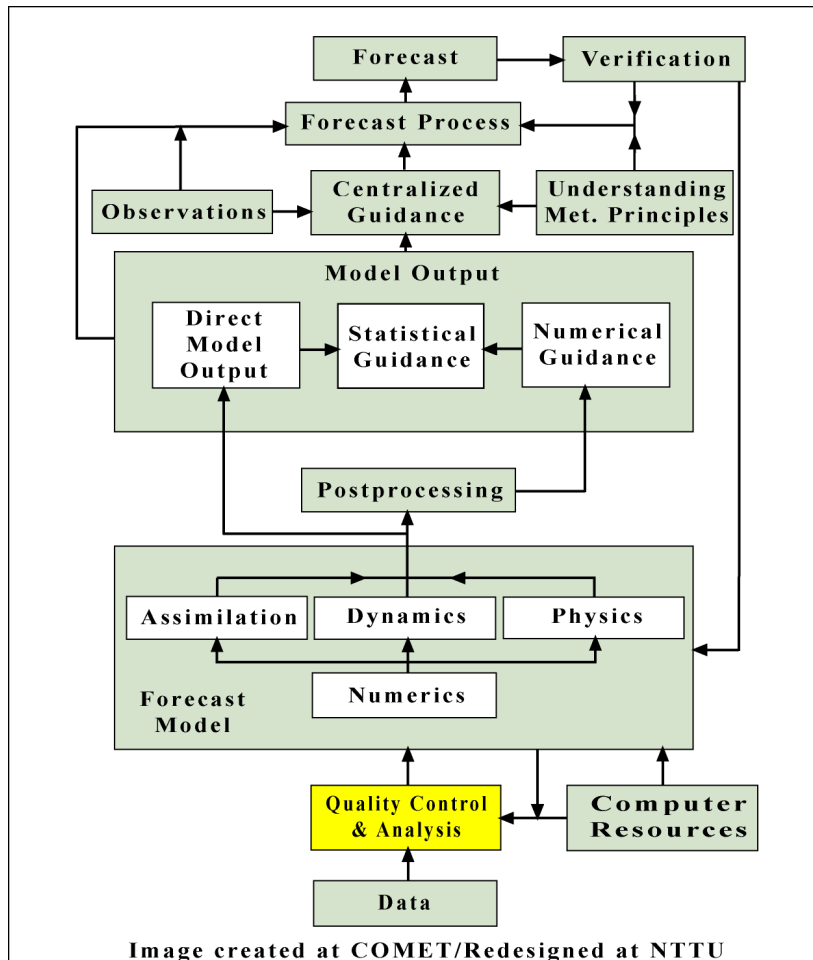 Forecast
Verification
Forecast Process
Observations
Centralized
Guidance
Understanding
Met. Principles
Model Output
Direct
Model
Output
Statistical
Guidance
Numerical
Guidance
Postprocessing
Assimilation
Dynamics
Physics
Numerics
Forecast
Model
Quality Control
& Analysis
Computer
Resources
Data
Image created at COMET/Redesigned at NTTU